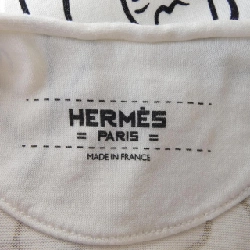 HERMÈS
= PARIS =
MADE IN FRANCE